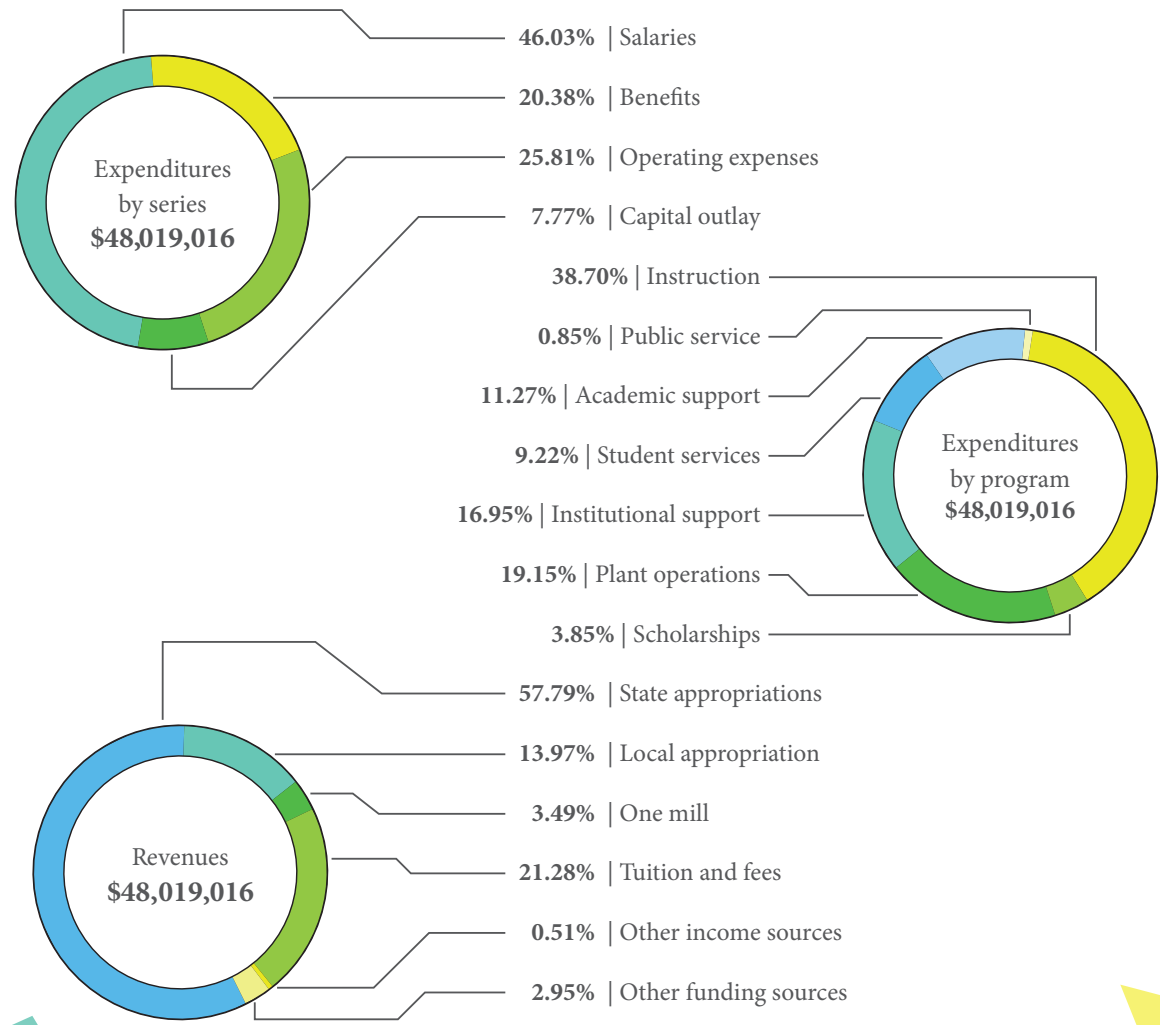 46.03% | Salaries
20.38% | Benefits
25.81% | Operating expenses
7.77% | Capital outlay
Expenditures
by series
$48,019,016
38.70% | Instruction
0.85% | Public service
11.27% | Academic support
9.22% | Student services
16.95% | Institutional support
19.15% | Plant operations
3.85% | Scholarships
Expenditures
by program
$48,019,016
57.79% | State appropriations
13.97% | Local appropriation
3.49% | One mill
21.28% | Tuition and fees
0.51% | Other income sources
2.95% | Other funding sources
Revenues
$48,019,016